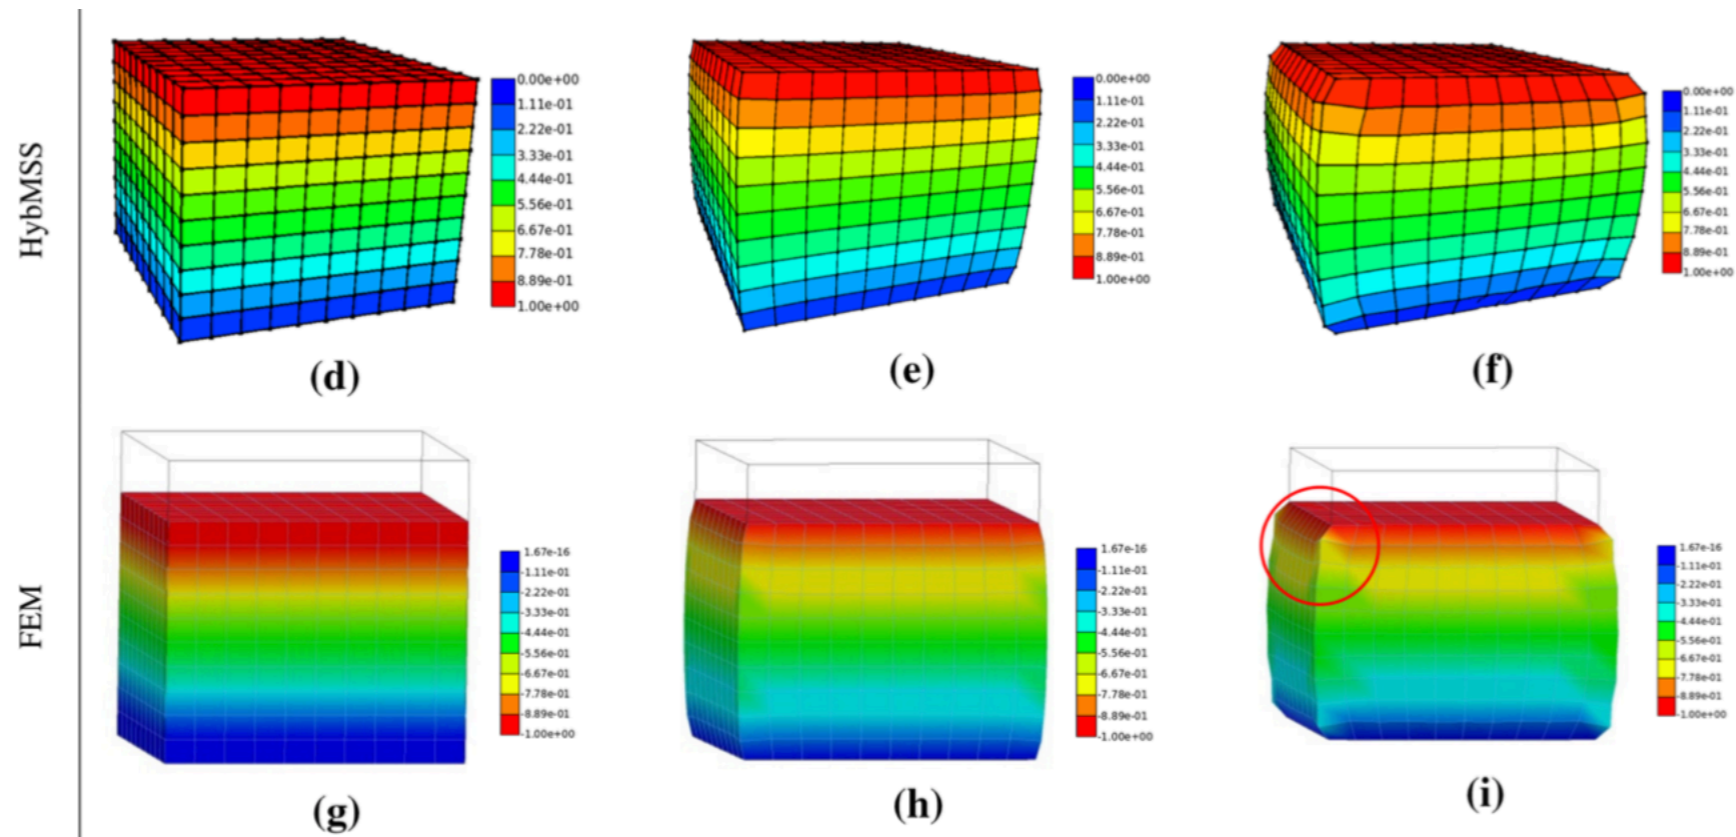 HybMSS
0.00e+00
1.11e-01
2.22e-01
3.33e-01
4.44e-01
5.56e-01
6.67e-01
7.78e-01
8.89e-01
1.00e+00
(d)
0.00e+00
1.11e-01
2.22e-01
3.33e-01
4.44e-01
5.56e-01
6.67e-01
7.78e-01
8.89e-01
1.00e+00
(e)
0.00e+00
1.11e-01
2.22e-01
3.33e-01
4.44e-01
5.56e-01
6.67e-01
7.78e-01
8.89e-01
1.00e+00
(f)
FEM
1.67e-16
-1.11e-01
-2.22e-01
-3.33e-01
-4.44e-01
-5.56e-01
-6.67e-01
-7.78e-01
-8.89e-01
-1.00e+00
(g)
1.67e-16
-1.11e-01
-2.22e-01
-3.33e-01
-4.44e-01
-5.56e-01
-6.67e-01
-7.78e-01
-8.89e-01
-1.00e+00
(h)
1.67e-16
-1.11e-01
-2.22e-01
-3.33e-01
-4.44e-01
-5.56e-01
-6.67e-01
-7.78e-01
-8.89e-01
-1.00e+00
(i)